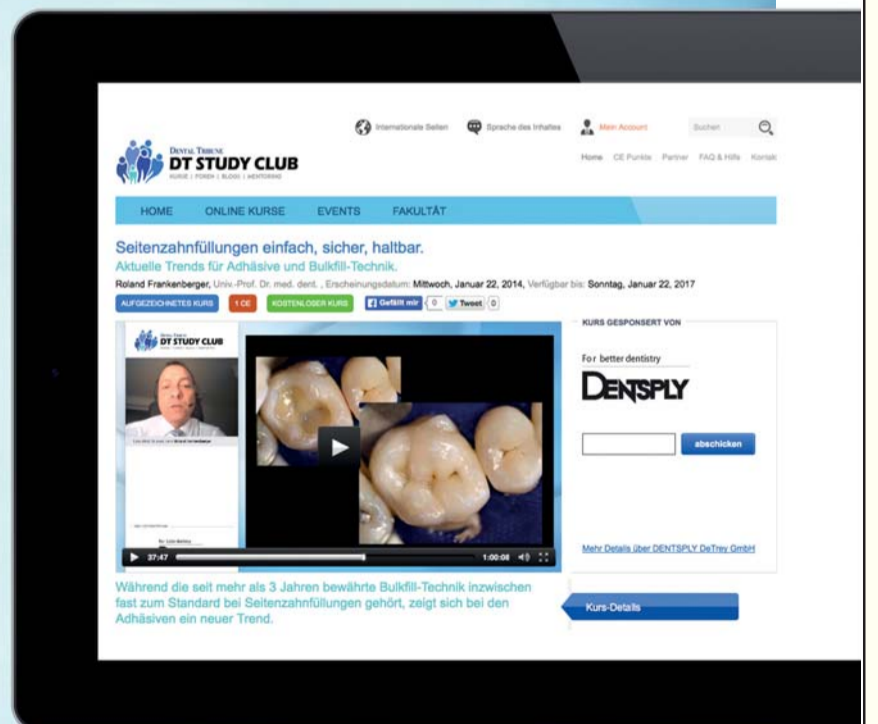 Internationale Seiten
Sprache des Inhaltes
Mein Account
Suchen
DENTAL TRIBUNE
DT STUDY CLUB
KURSE | FOREN | BLOGS | MENTORING
Home CE Punkte Partner FAQ & Hilfe Kontakt
HOME ONLINE KURSE EVENTS FAKULTÄT
Seitenzahnfüllungen einfach, sicher, haltbar.
Aktuelle Trends für Adhäsive und Bulkfill-Technik.
Roland Frankenberger, Univ.-Prof. Dr. med. dent. , Erscheinungsdatum: Mittwoch, Januar 22, 2014, Verfügbar bis: Sonntag, Januar 22, 2017
AUFGEZEICHNETES KURS 1 CE KOSTENLOSER KURS Gefällt mir 0 Tweet 0
DENTAL TRIBUNE
DT STUDY CLUB
37:47 1:00:08
KURS GESPONSERT VON
For better dentistry
DENTSPLY
abschicken
Mehr Details über DENTSPLY DeTrey GmbH
Während die seit mehr als 3 Jahren bewährte Bulkfill-Technik inzwischen
fast zum Standard bei Seitenzahnfüllungen gehört, zeigt sich bei den
Adhäsiven ein neuer Trend.
Kurs-Details